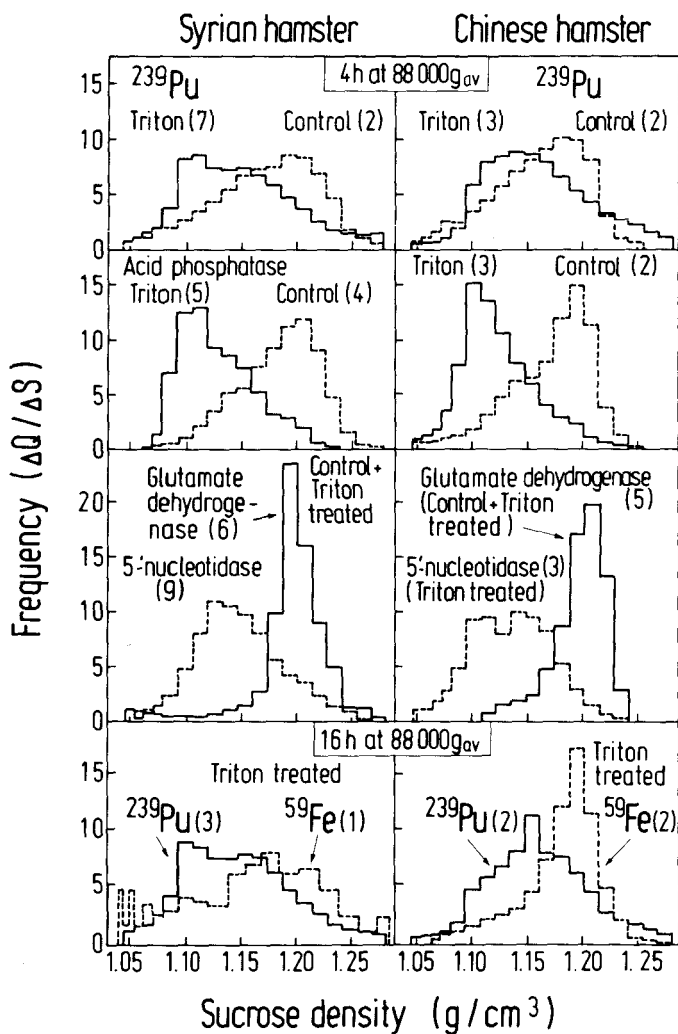 Syrian hamster
Chinese hamster
4h at 88 000gav
239Pu
Triton (7)
Control (2)
239Pu
Triton (3)
Control (2)
15
10
5
0
Acid phosphatase
Triton (5)
Control (4)
Triton (3)
Control (2)
15
10
5
0
Glutamate
dehydroge-
nase (6)
Control+
Triton
treated
5'-nucleotidase
(9)
Glutamate dehydrogenase
(Control+Triton (5)
treated)
5'-nucleotidase (3)
(Triton treated)
20
15
10
5
0
16h at 88 000gav
Triton treated
239Pu(3)
59Fe(1)
Triton
treated
239Pu(2)
59Fe(2)
15
10
5
0
1.05 1.10 1.15 1.20 1.25
1.05 1.10 1.15 1.20 1.25
Frequency (ΔQ/ΔS)
Sucrose density (g/cm3)